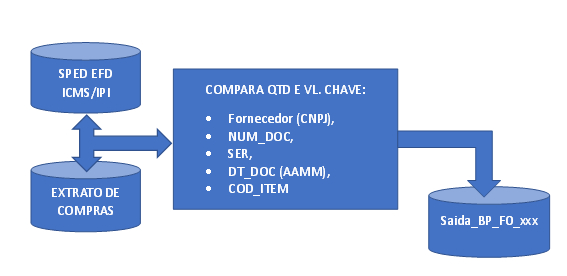 SPED EFD
ICMS/IPI
COMPARA QTD E VL. CHAVE:
• Fornecedor (CNPJ),
• NUM_DOC,
• SER,
• DT_DOC (AAMM),
• COD_ITEM
EXTRATO DE
COMPRAS
Saida_BP_FO_xxx